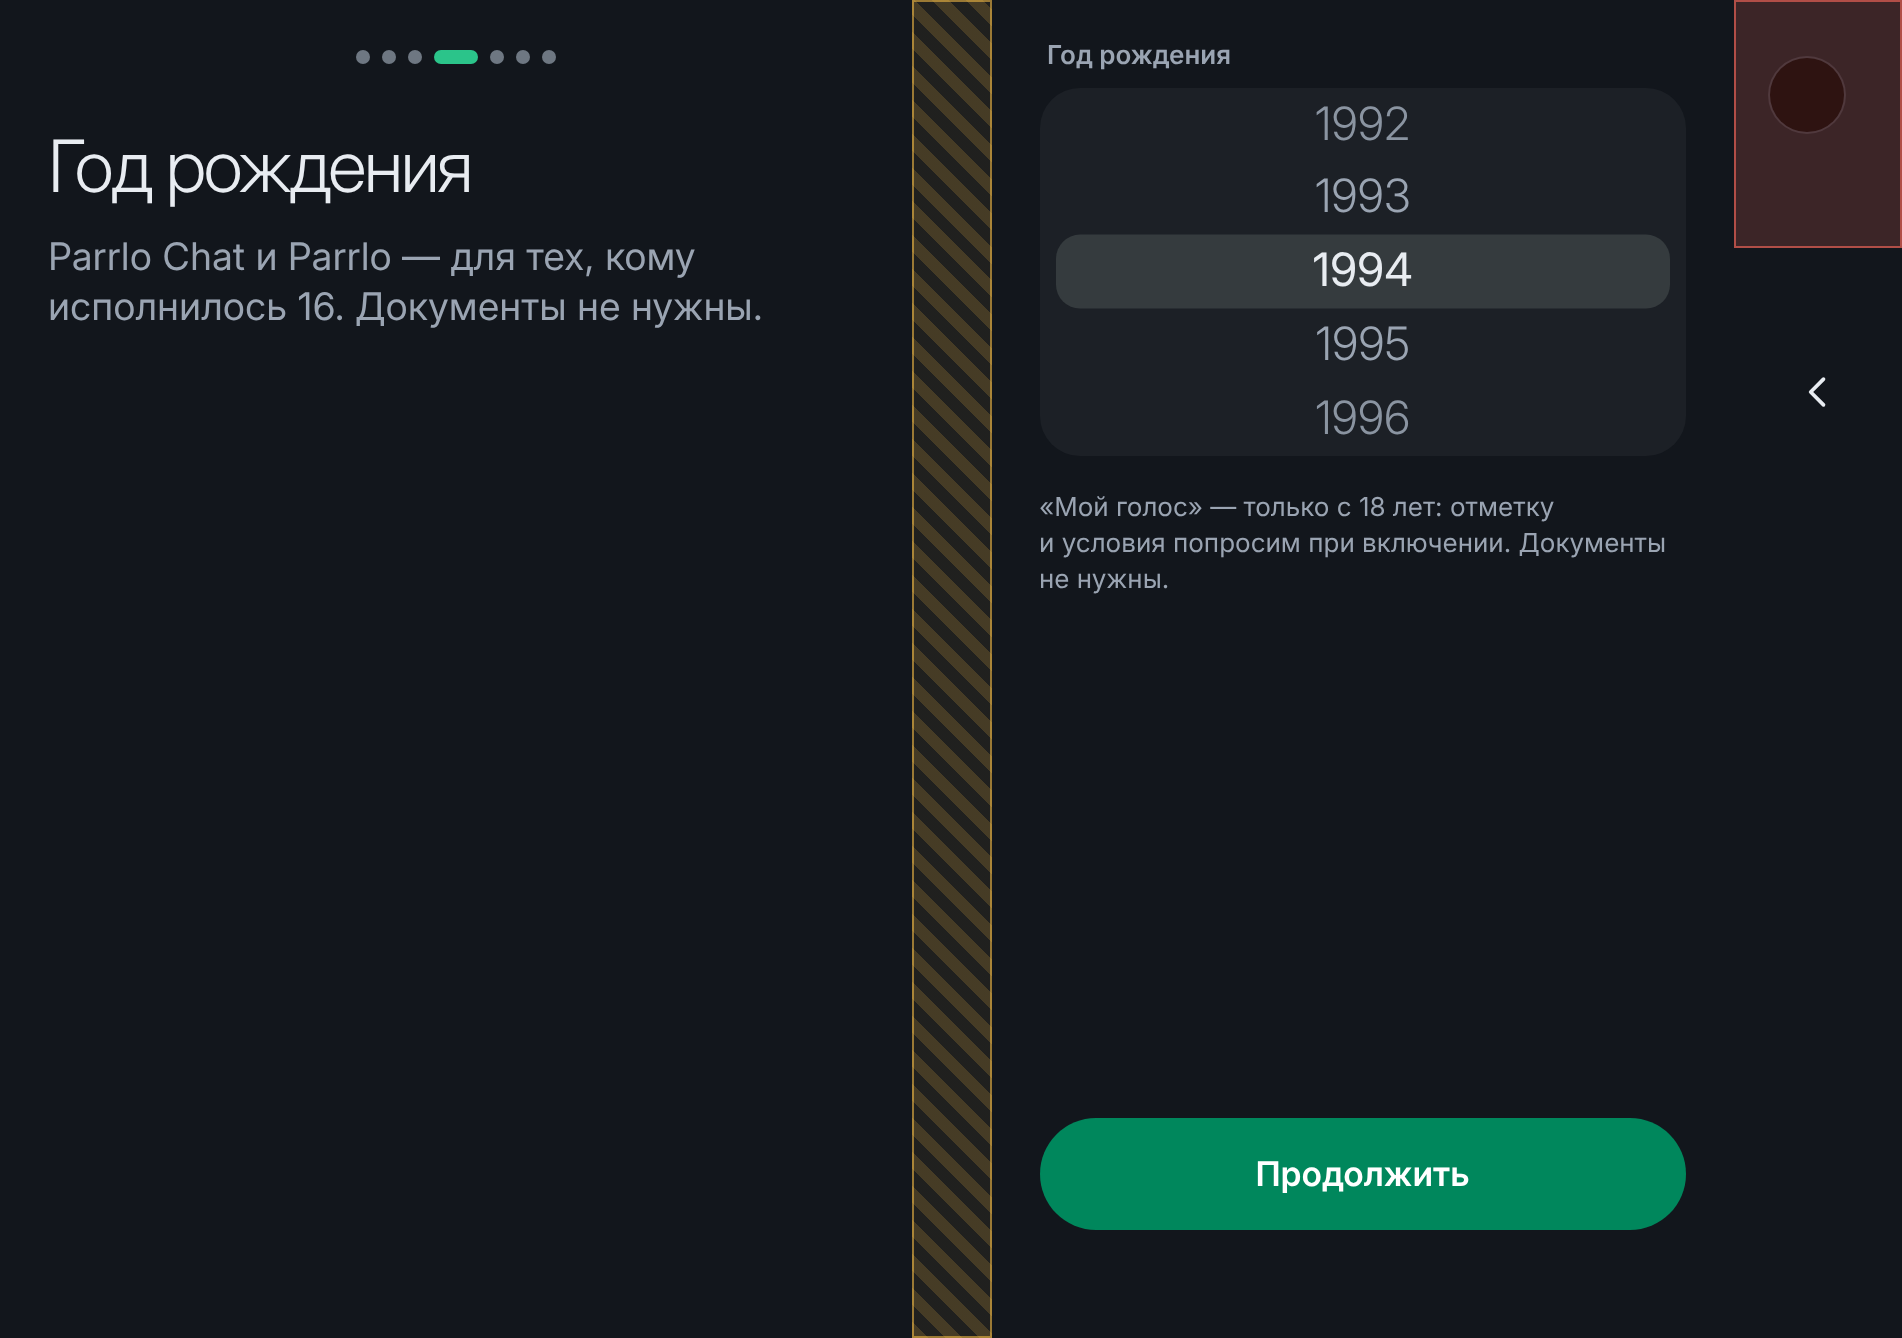 Год рождения
Parrlo Chat и Parrlo — для тех, кому
исполнилось 16. Документы не нужны.
Год рождения
1992
1993
1994
1995
1996
«Мой голос» — только с 18 лет: отметку
и условия попросим при включении. Документы
не нужны.
Продолжить